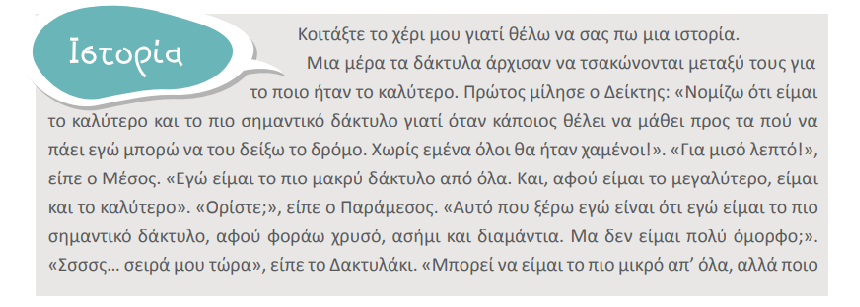 Ιστορία
Κοιτάξτε το χέρι μου γιατί θέλω να σας πω μια ιστορία.
Μια μέρα τα δάκτυλα άρχισαν να τσακώνονται μεταξύ τους για
το ποιο ήταν το καλύτερο. Πρώτος μίλησε ο Δείκτης: «Νομίζω ότι είμαι
το καλύτερο και το πιο σημαντικό δάκτυλο γιατί όταν κάποιος θέλει να μάθει προς τα πού να
πάει εγώ μπορώ να του δείξω το δρόμο. Χωρίς εμένα όλοι θα ήταν χαμένοι!». «Για μισό λεπτό!»,
είπε ο Μέσος. «Εγώ είμαι το πιο μακρύ δάκτυλο από όλα. Και, αφού είμαι το μεγαλύτερο, είμαι
και το καλύτερο». «Ορίστε;», είπε ο Παράμεσος. «Αυτό που ξέρω εγώ είναι ότι εγώ είμαι το πιο
σημαντικό δάκτυλο, αφού φοράω χρυσό, ασήμι και διαμάντια. Μα δεν είμαι πολύ όμορφο;».
«Σσσσς... σειρά μου τώρα», είπε το Δακτυλάκι. «Μπορεί να είμαι το πιο μικρό απ’ όλα, αλλά ποιο